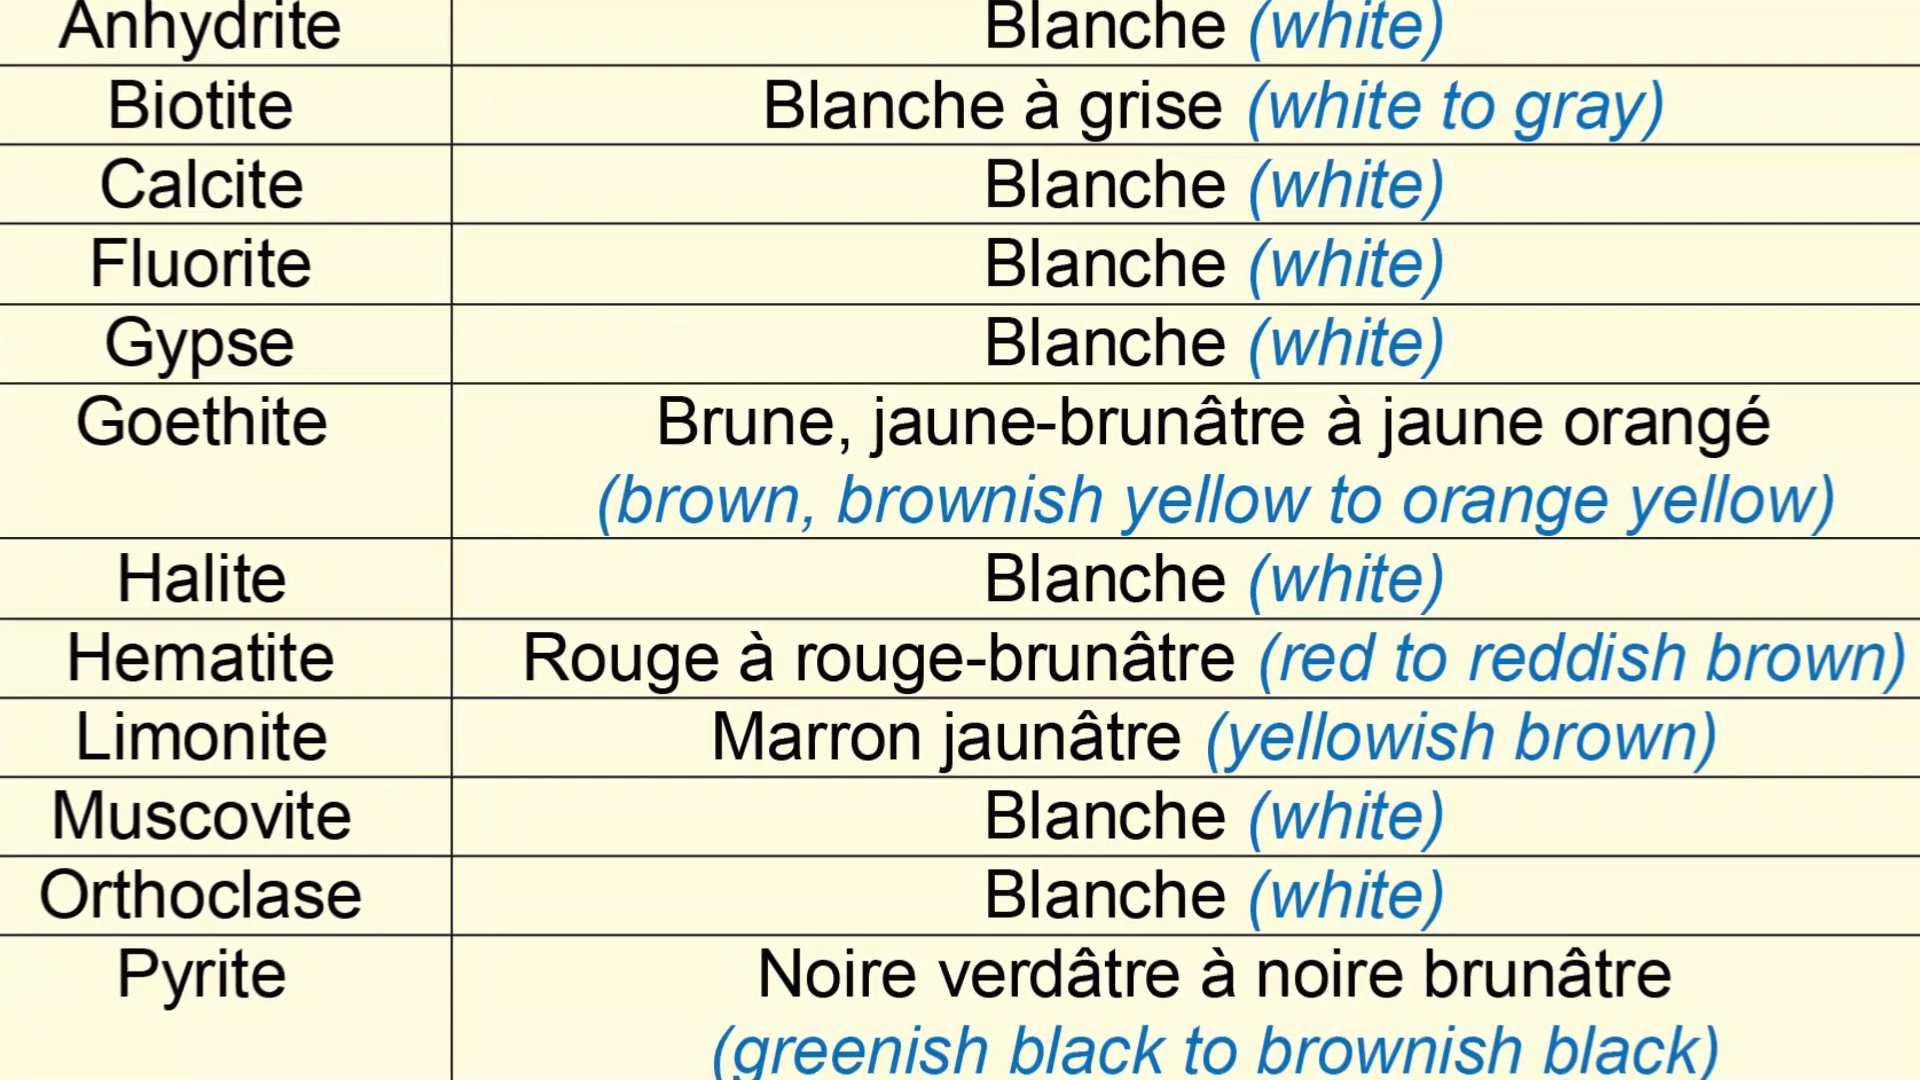 Anhydrite Blanche (white)
Biotite Blanche à grise (white to gray)
Calcite Blanche (white)
Fluorite Blanche (white)
Gypse Blanche (white)
Goethite Brune, jaune-brunâtre à jaune orangé
(brown, brownish yellow to orange yellow)
Halite Blanche (white)
Hematite Rouge à rouge-brunâtre (red to reddish brown)
Limonite Marron jaunâtre (yellowish brown)
Muscovite Blanche (white)
Orthoclase Blanche (white)
Pyrite Noire verdâtre à noire brunâtre
(greenish black to brownish black)